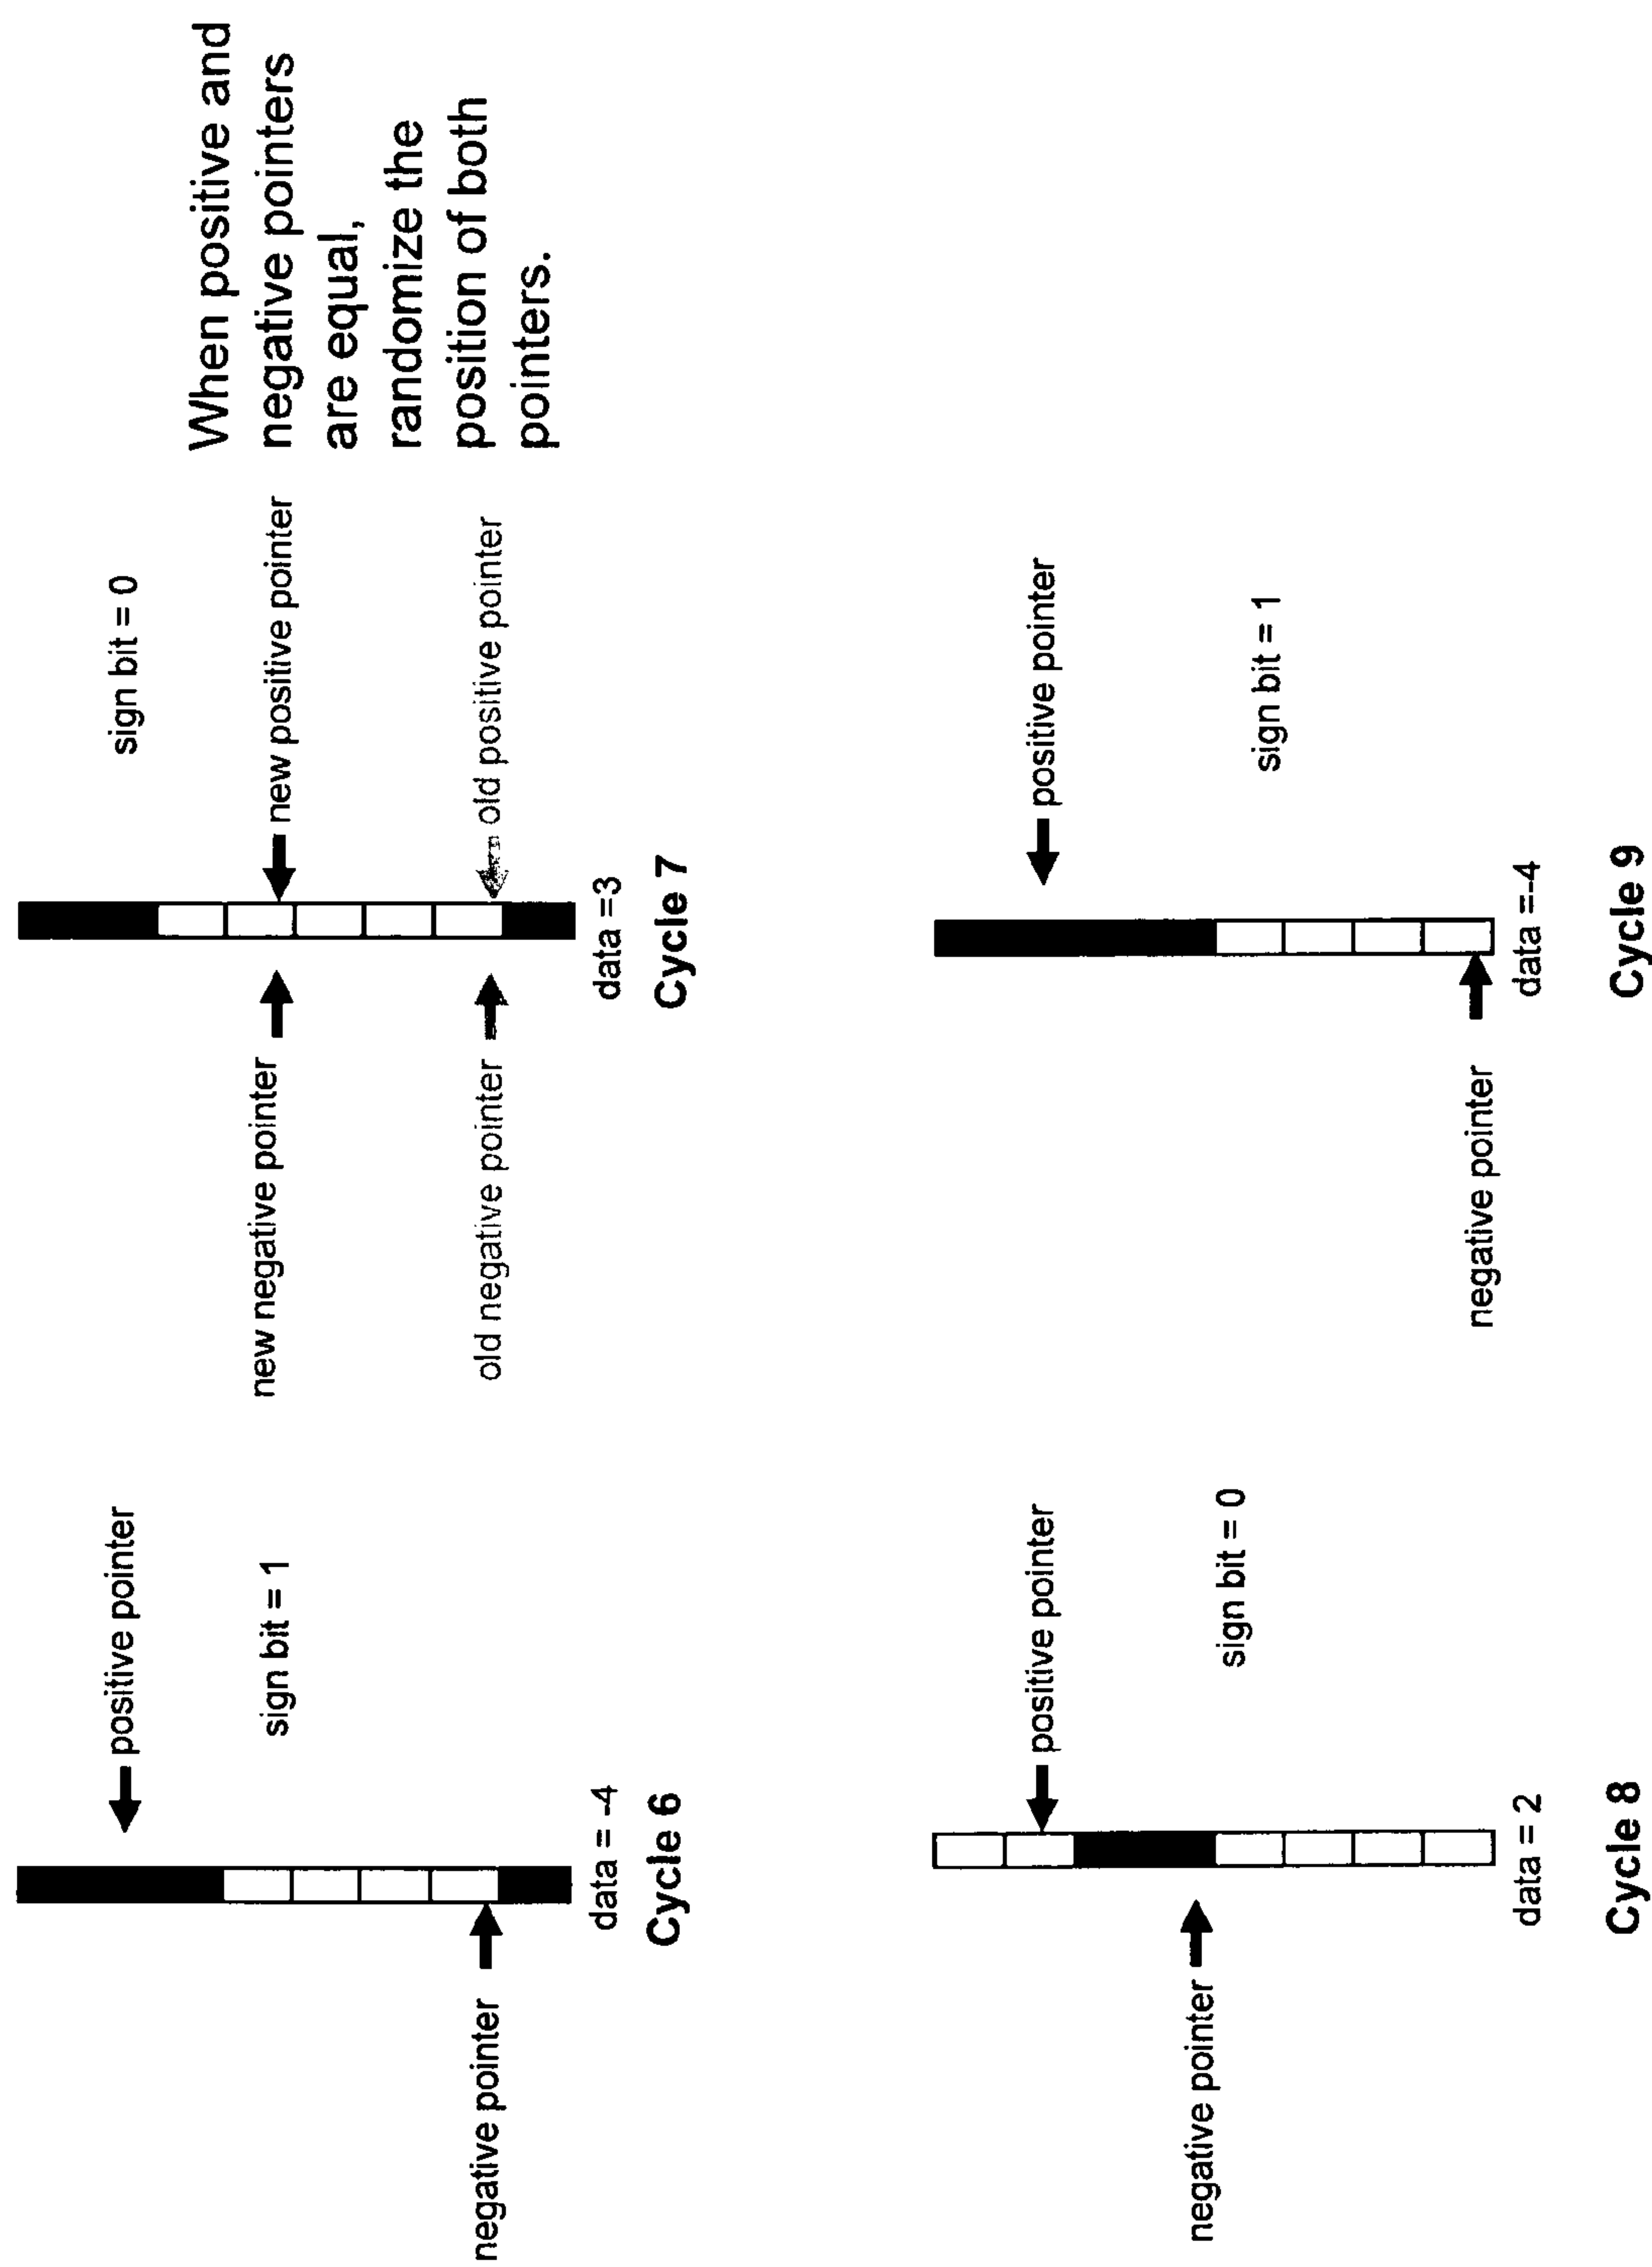 positive pointer
sign bit = 1
negative pointer
data = -4
Cycle 6
sign bit = 0
new negative pointer
new positive pointer
old negative pointer
old positive pointer
data =3
Cycle 7
When positive and
negative pointers
are equal,
randomize the
position of both
pointers.
positive pointer
negative pointer
sign bit = 0
data = 2
Cycle 8
positive pointer
sign bit = 1
negative pointer
data =-4
Cycle 9